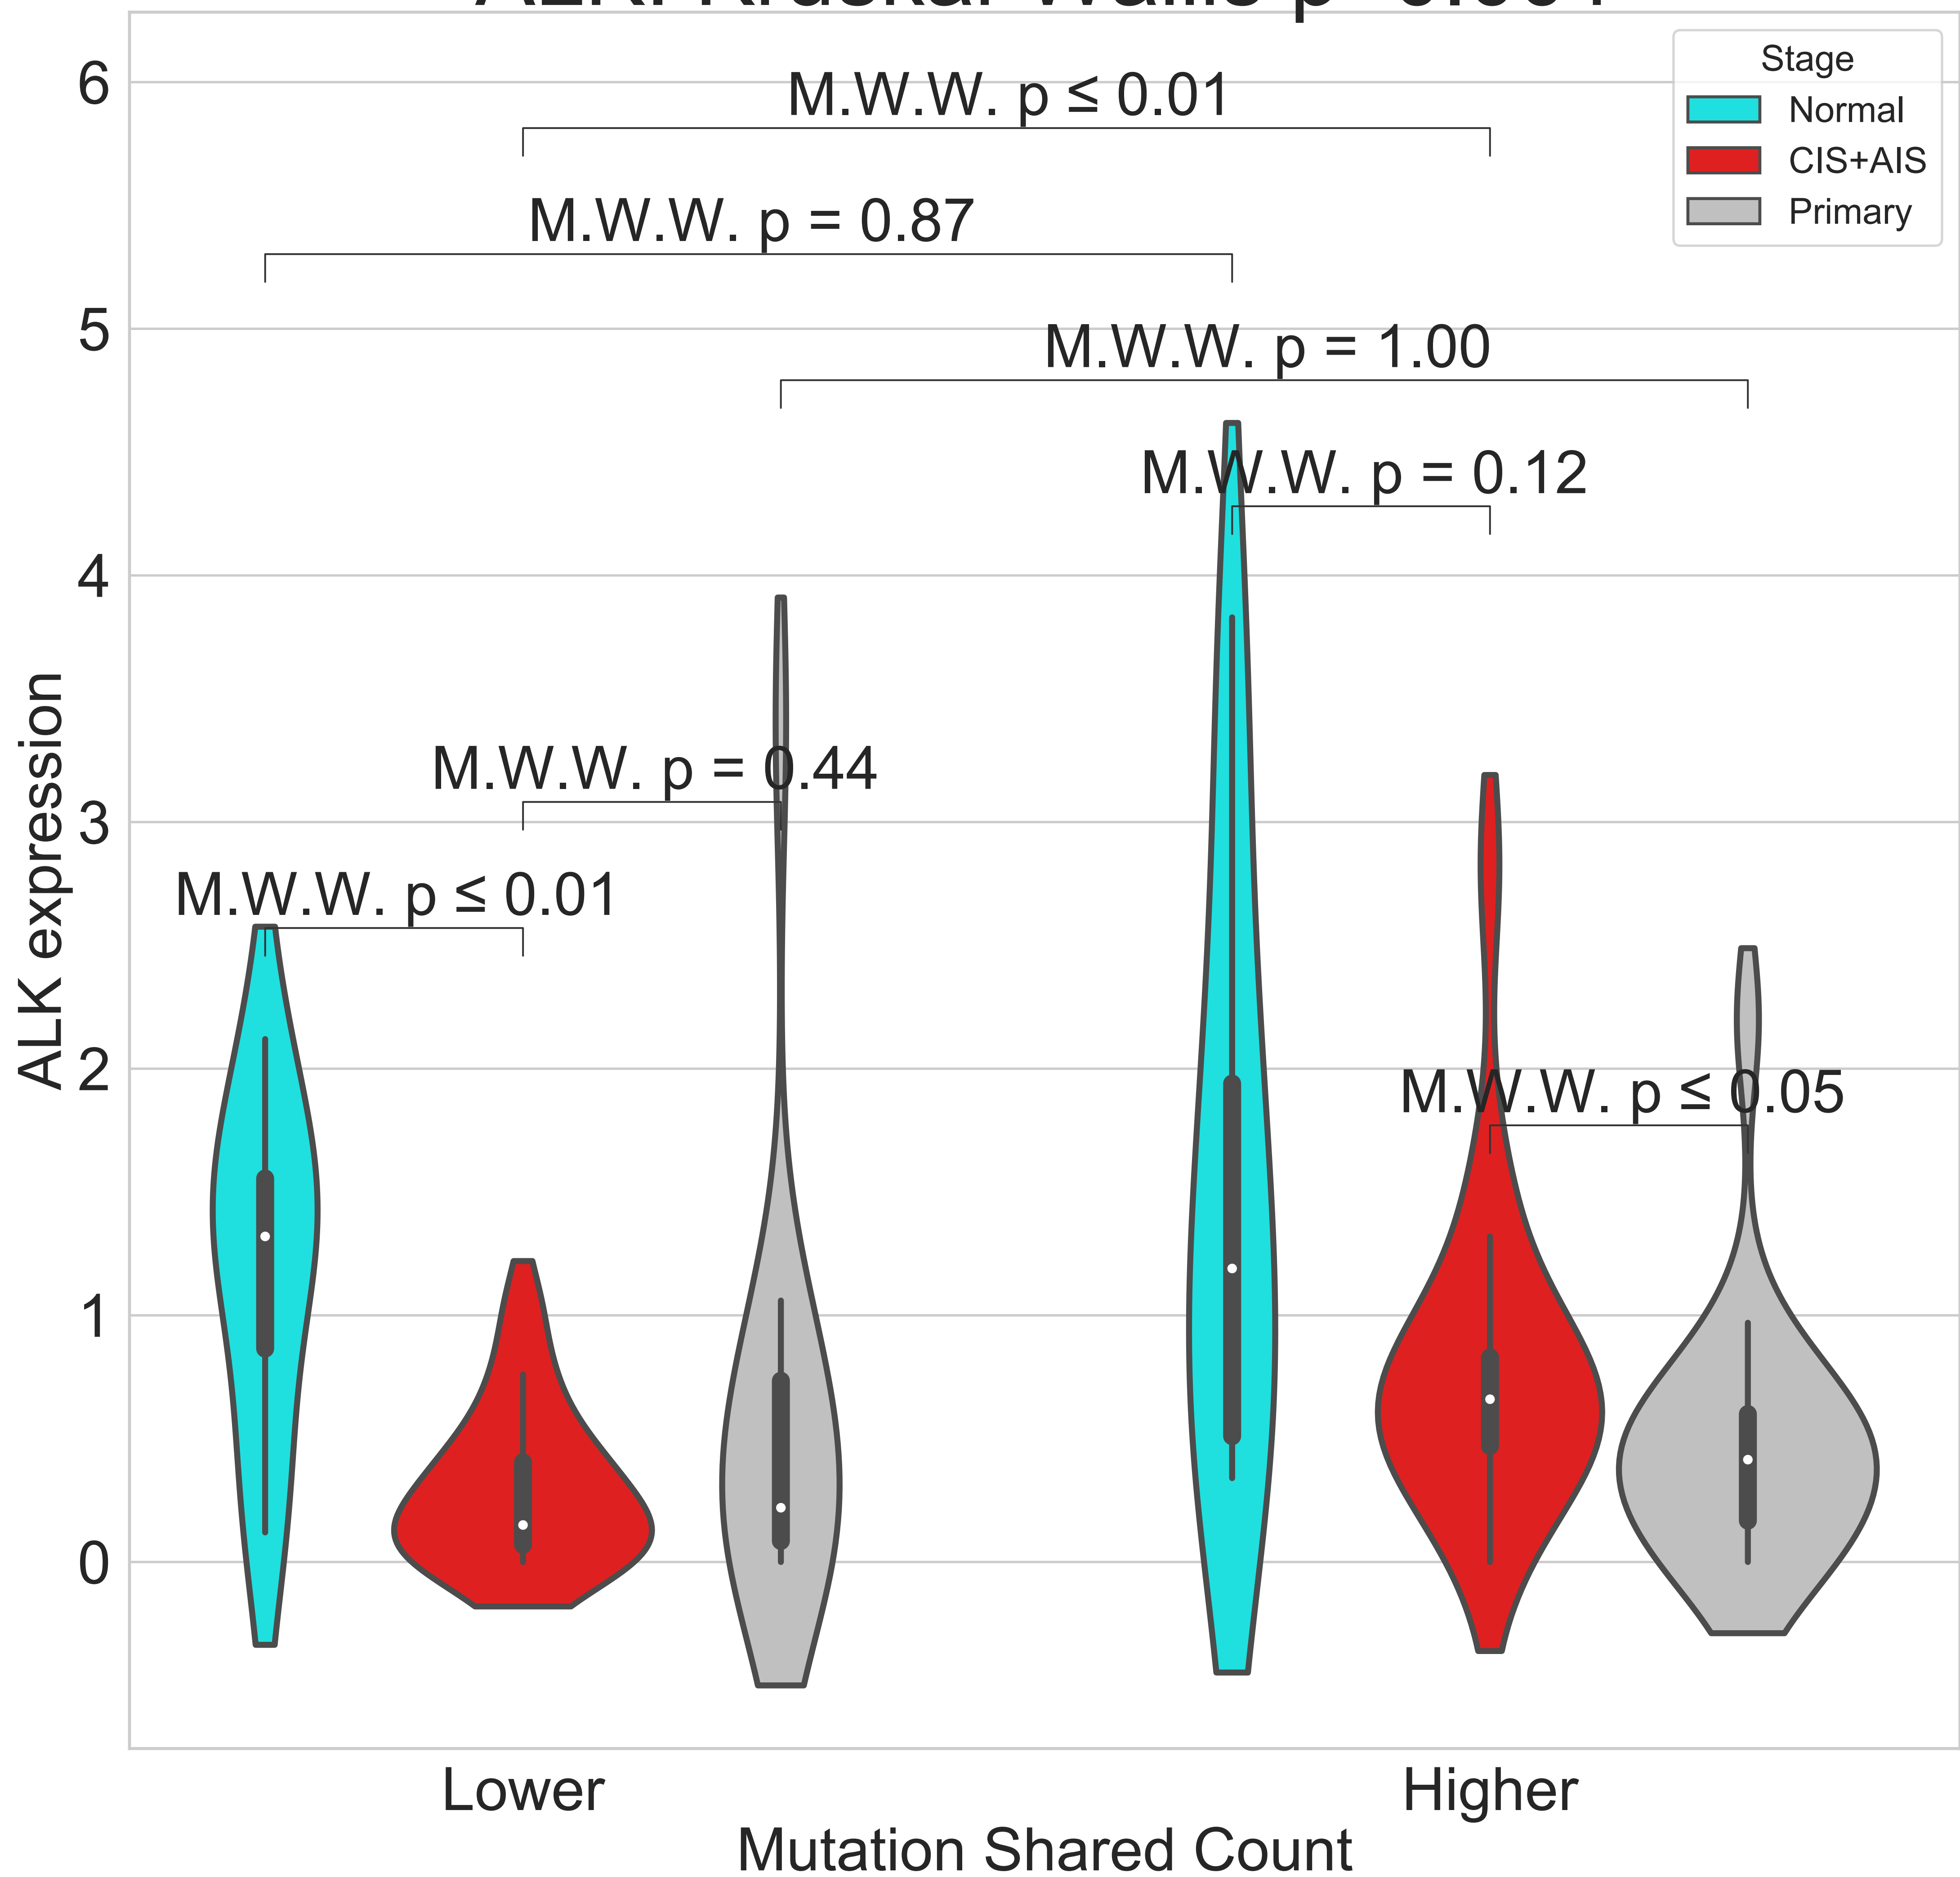 Stage
Normal
CIS+AIS
Primary
M.W.W. p ≤ 0.01
M.W.W. p = 0.87
M.W.W. p = 1.00
M.W.W. p = 0.12
M.W.W. p = 0.44
M.W.W. p ≤ 0.01
M.W.W. p ≤ 0.05
ALK expression
6
5
4
3
2
1
0
Lower
Higher
Mutation Shared Count